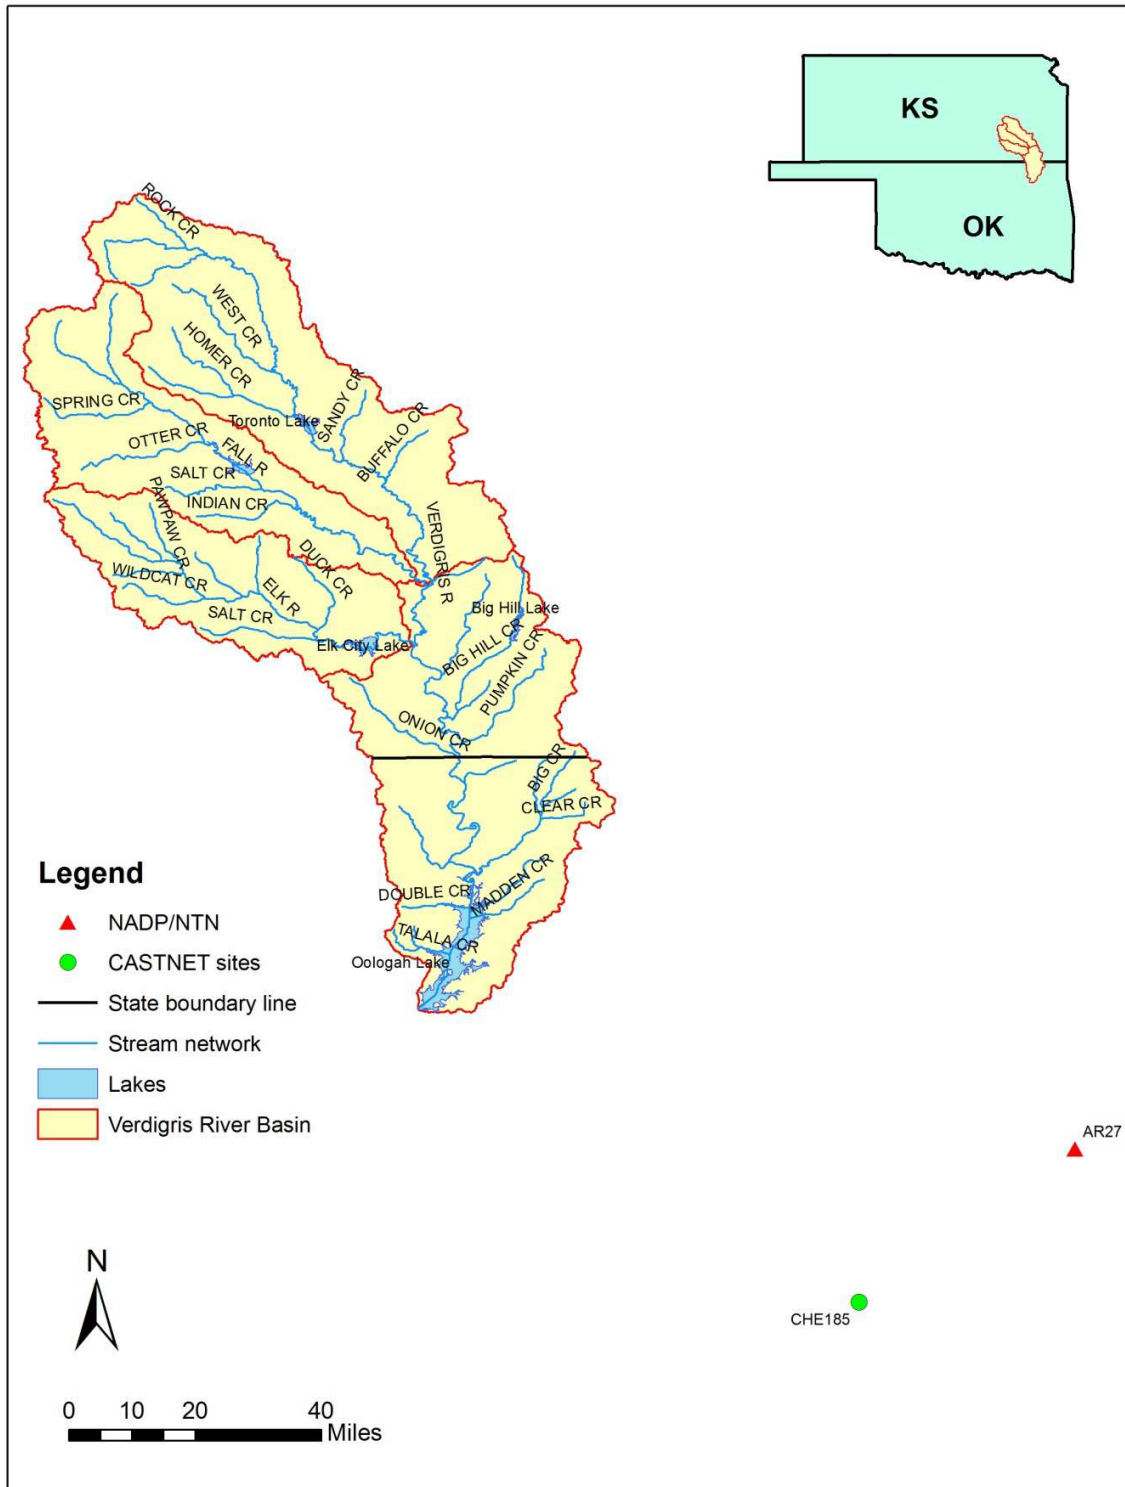 KS
OK
ROCK CR
WEST CR
HOMER CR
SPRING CR
Toronto Lake
SANDY CR
BUFFALO CR
OTTER CR
FALL R
SALT CR
INDIAN CR
PAWPAW CR
VERDIGRIS R
DUCK CR
WILDCAT CR
ELK R
SALT CR
Big Hill Lake
Elk City Lake
BIG HILL CR
PUMPKIN CR
ONION CR
BIG CR
CLEAR CR
DOUBLE CR
MADDEN CR
TALALA CR
Oologah Lake
Legend
NADP/NTN
CASTNET sites
State boundary line
Stream network
Lakes
Verdigris River Basin
AR27
CHE185
N
0 10 20 40
Miles